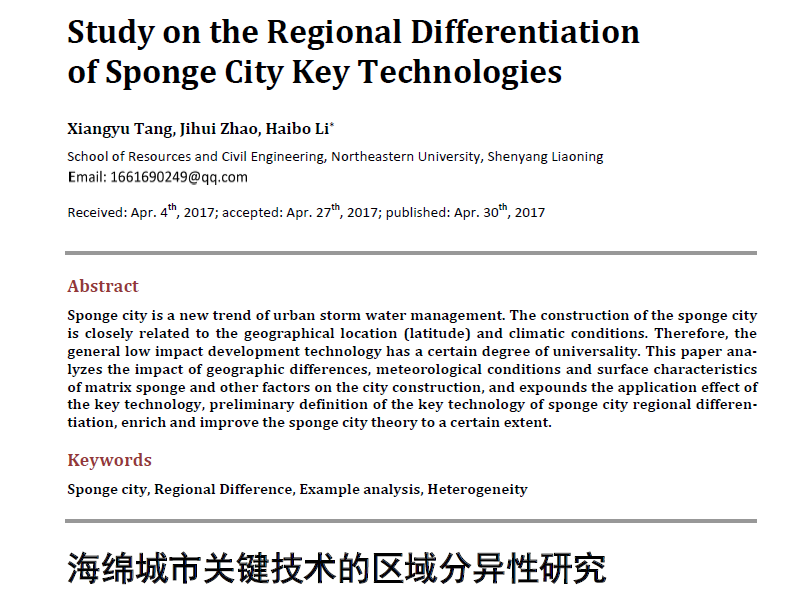 Study on the Regional Differentiation
of Sponge City Key Technologies
Xiangyu Tang, Jihui Zhao, Haibo Li*
School of Resources and Civil Engineering, Northeastern University, Shenyang Liaoning
Email: 1661690249@qq.com
Received: Apr. 4th, 2017; accepted: Apr. 27th, 2017; published: Apr. 30th, 2017
Abstract
Sponge city is a new trend of urban storm water management. The construction of the sponge city
is closely related to the geographical location (latitude) and climatic conditions. Therefore, the
general low impact development technology has a certain degree of universality. This paper ana-
lyzes the impact of geographic differences, meteorological conditions and surface characteristics
of matrix sponge and other factors on the city construction, and expounds the application effect of
the key technology, preliminary definition of the key technology of sponge city regional differen-
tiation, enrich and improve the sponge city theory to a certain extent.
Keywords
Sponge city, Regional Difference, Example analysis, Heterogeneity
海绵城市关键技术的区域分异性研究